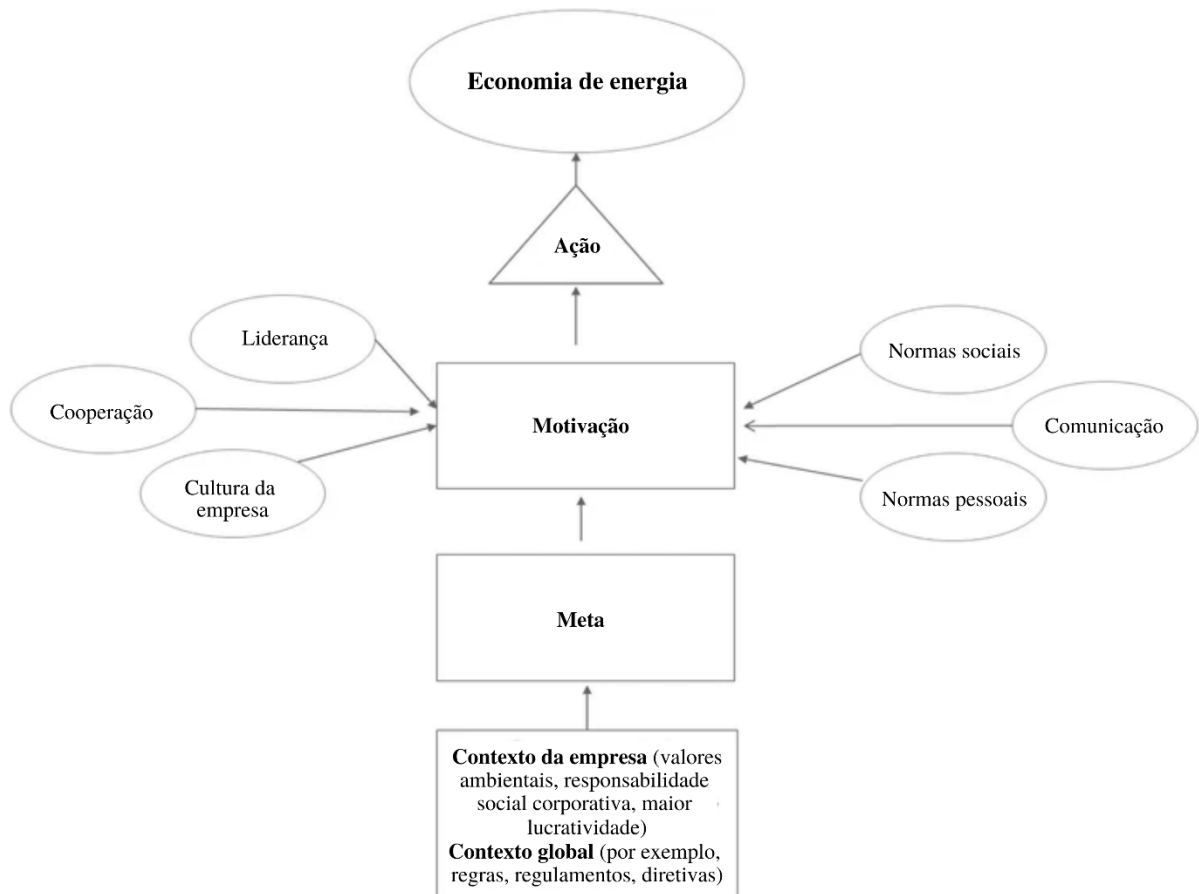 Economia de energia
Ação
Liderança
Normas sociais
Cooperação
Motivação
Comunicação
Cultura da
empresa
Normas pessoais
Meta
Contexto da empresa (valores
ambientais, responsabilidade
social corporativa, maior
lucratividade)
Contexto global (por exemplo,
regras, regulamentos, diretivas)